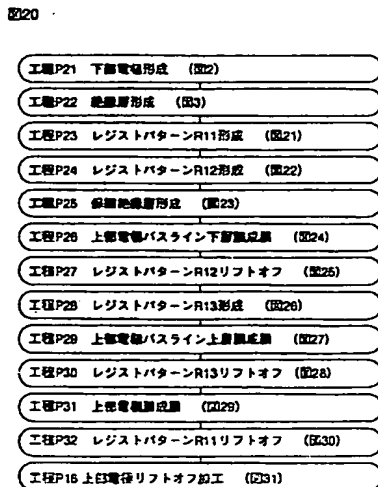 図20
工程P21 下部電極形成 (図2)
工程P22 絶縁層形成 (図3)
工程P23 レジストパターンR11形成 (図21)
工程P24 レジストパターンR12形成 (図22)
工程P25 保護絶縁層形成 (図23)
工程P26 上部電極バスライン下層膜成膜 (図24)
工程P27 レジストパターンR12リフトオフ (図25)
工程P28 レジストパターンR13形成 (図26)
工程P29 上部電極バスライン上層膜成膜 (図27)
工程P30 レジストパターンR13リフトオフ (図28)
工程P31 上部電極膜成膜 (図29)
工程P32 レジストパターンR11リフトオフ (図30)
工程P16 上部電極リフトオフ加工 (図31)